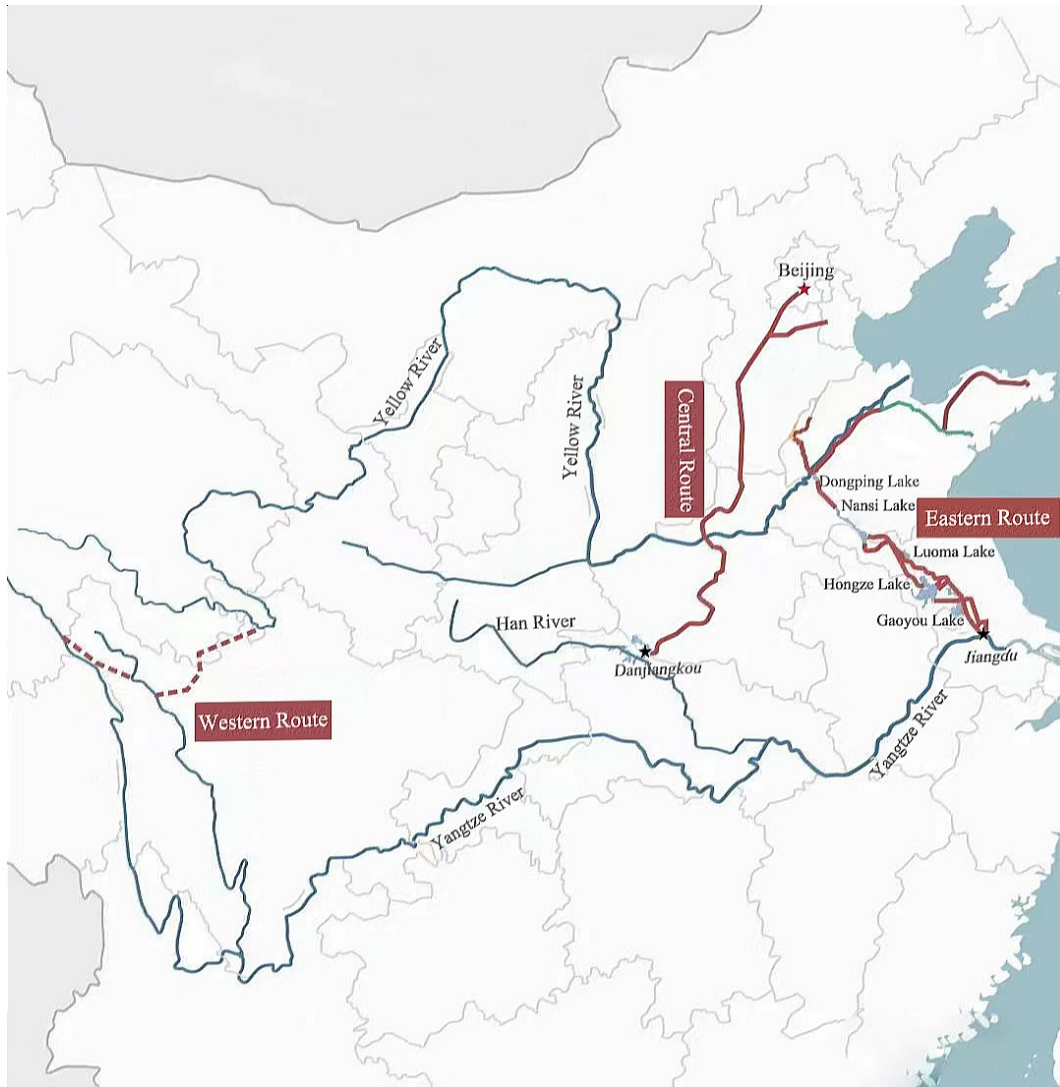 Beijing
Yellow River
Yellow River
Central Route
Dongping Lake
Nansi Lake
Eastern Route
Luoma Lake
Hongze Lake
Gaoyou Lake
Han River
Jiangdu
Danjiangkou
Western Route
Yangtze River
Yangtze River